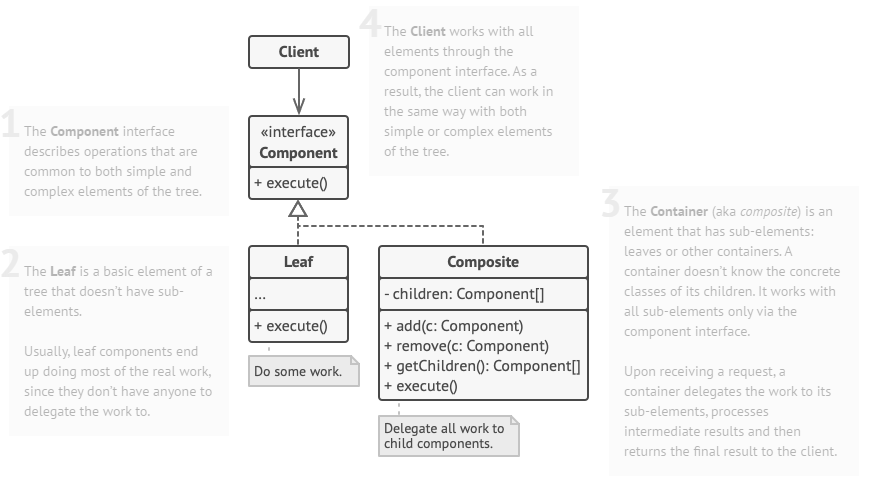 4
The Client works with all
elements through the
component interface. As a
result, the client can work in
the same way with both
simple or complex elements
of the tree.
Client
1
The Component interface
describes operations that are
common to both simple and
complex elements of the tree.
«interface»
Component
+ execute()
2
The Leaf is a basic element of a
tree that doesn't have sub-
elements.
Usually, leaf components end
up doing most of the real work,
since they don't have anyone to
delegate the work to.
Leaf
...
+ execute()
Do some work.
Composite
- children: Component[]
+ add(c: Component)
+ remove(c: Component)
+ getChildren(): Component[]
+ execute()
Delegate all work to
child components.
3
The Container (aka composite) is an
element that has sub-elements:
leaves or other containers. A
container doesn't know the concrete
classes of its children. It works with
all sub-elements only via the
component interface.
Upon receiving a request, a
container delegates the work to its
sub-elements, processes
intermediate results and then
returns the final result to the client.